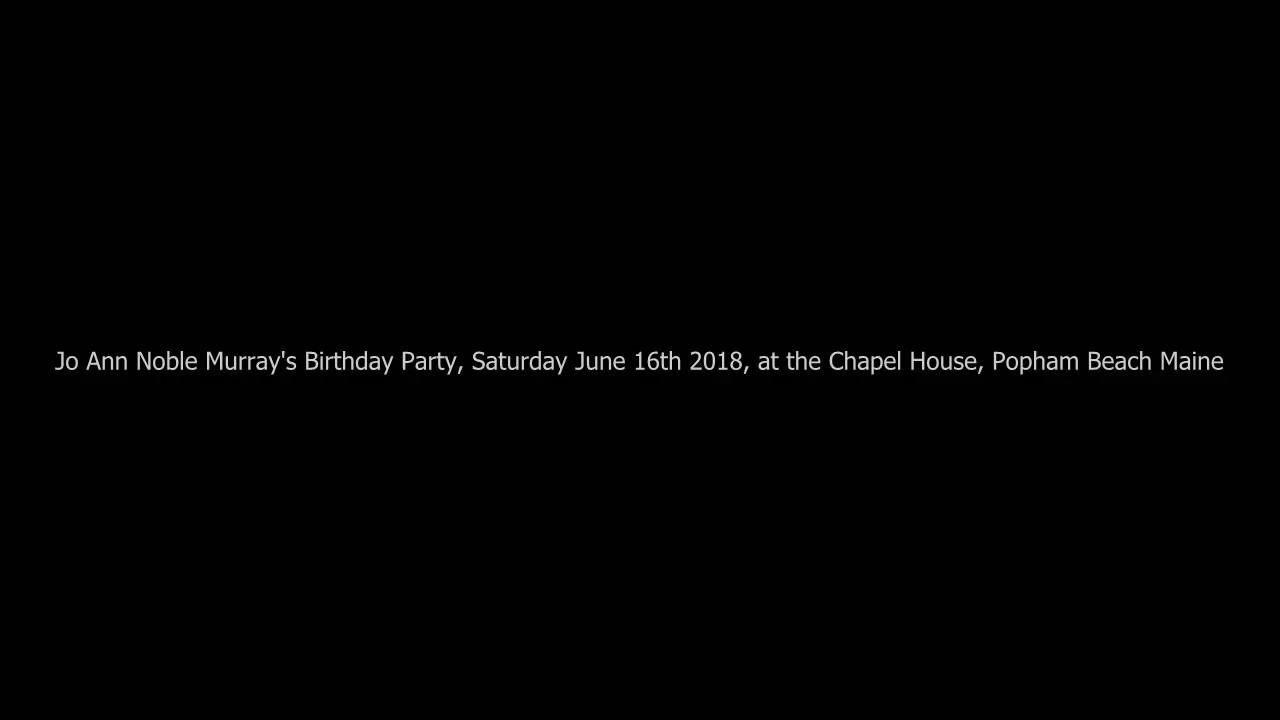 Jo Ann Noble Murray's Birthday Party, Saturday June 16th 2018, at the Chapel House, Popham Beach Maine